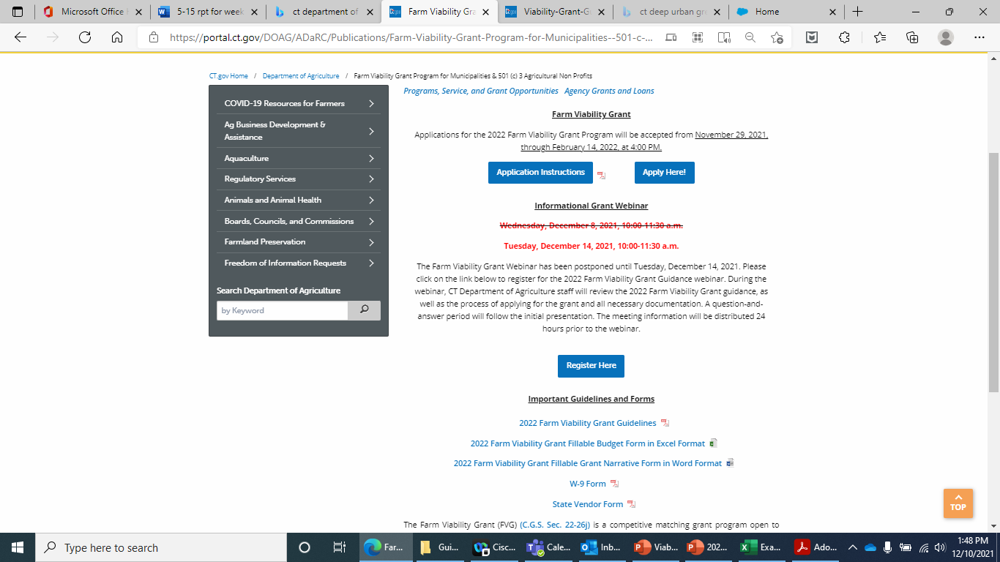 Microsoft Office
5-15 rpt for week
ct department of
Farm Viability Gra
Viability-Grant-Gu
ct deep urban gre
Home
https://portal.ct.gov/DOAG/ADaRC/Publications/Farm-Viability-Grant-Program-for-Municipalities--501-c-...
CT.gov Home / Department of Agriculture / Farm Viability Grant Program for Municipalities & 501 (c) 3 Agricultural Non Profits
COVID-19 Resources for Farmers
Ag Business Development &
Assistance
Aquaculture
Regulatory Services
Animals and Animal Health
Boards, Councils, and Commissions
Farmland Preservation
Freedom of Information Requests
Search Department of Agriculture
by Keyword
Programs, Service, and Grant Opportunities Agency Grants and Loans
Farm Viability Grant
Applications for the 2022 Farm Viability Grant Program will be accepted from November 29, 2021,
through February 14, 2022, at 4:00 PM.
Application Instructions
Apply Here!
Informational Grant Webinar
Wednesday, December 8, 2021, 10:00-11:30 a.m.
Tuesday, December 14, 2021, 10:00-11:30 a.m.
The Farm Viability Grant Webinar has been postponed until Tuesday, December 14, 2021. Please
click on the link below to register for the 2022 Farm Viability Grant Guidance webinar. During the
webinar, CT Department of Agriculture staff will review the 2022 Farm Viability Grant guidance, as
well as the process of applying for the grant and all necessary documentation. A question-and-
answer period will follow the initial presentation. The meeting information will be distributed 24
hours prior to the webinar.
Register Here
Important Guidelines and Forms
2022 Farm Viability Grant Guidelines
2022 Farm Viability Grant Fillable Budget Form in Excel Format
2022 Farm Viability Grant Fillable Grant Narrative Form in Word Format
W-9 Form
State Vendor Form
The Farm Viability Grant (FVG) (C.G.S. Sec. 22-26j) is a competitive matching grant program open to
TOP
Type here to search
Far...
Gui...
Cisc...
Cale...
Inb...
Viab...
202...
Exa...
Ado...
1:48 PM
12/10/2021